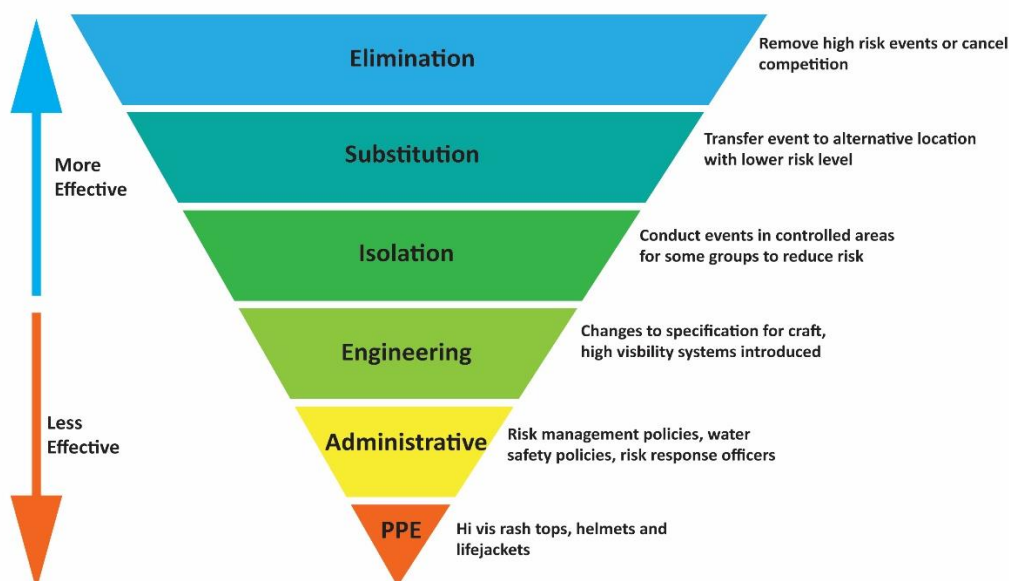 Elimination
Remove high risk events or cancel
competition
Substitution
Transfer event to alternative location
with lower risk level
More
Effective
Isolation
Conduct events in controlled areas
for some groups to reduce risk
Engineering
Changes to specification for craft,
high visbility systems introduced
Less
Effective
Administrative
Risk management policies, water
safety policies, risk response officers
PPE
Hi vis rash tops, helmets and
lifejackets